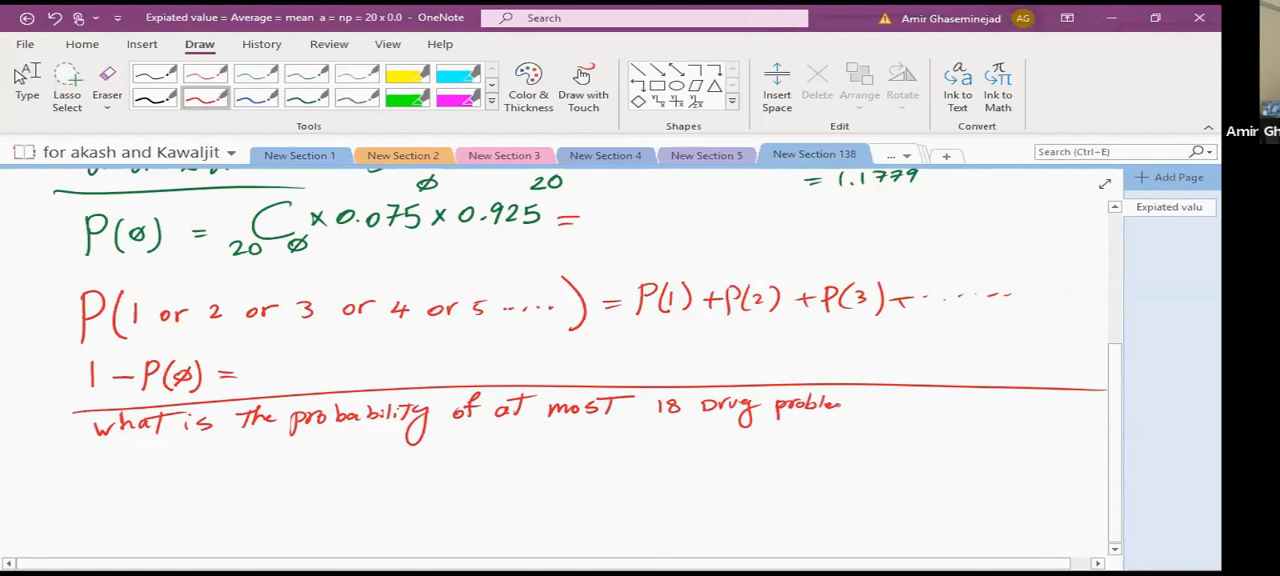 Expiated value = Average = mean a = np = 20 x 0.0 - OneNote
Search
Amir Ghaseminejad
AG
File Home Insert Draw History Review View Help
Type
Lasso Select
Eraser
Color & Thickness
Draw with Touch
Insert Space
Delete
Arrange
Rotate
Ink to Text
Ink to Math
Tools
Shapes
Edit
Convert
Amir Gh
for akash and Kawaljit
New Section 1
New Section 2
New Section 3
New Section 4
New Section 5
New Section 138
...
Search (Ctrl+E)
Add Page
Expiated valu
ø 20 = 1.1779
P(ø) = 20 C ø × 0.075 × 0.925 =
P(1 or 2 or 3 or 4 or 5 .....) = P(1) + P(2) + P(3) + .......
1 - P(ø) =
what is the probability of at most 18 Drug proble